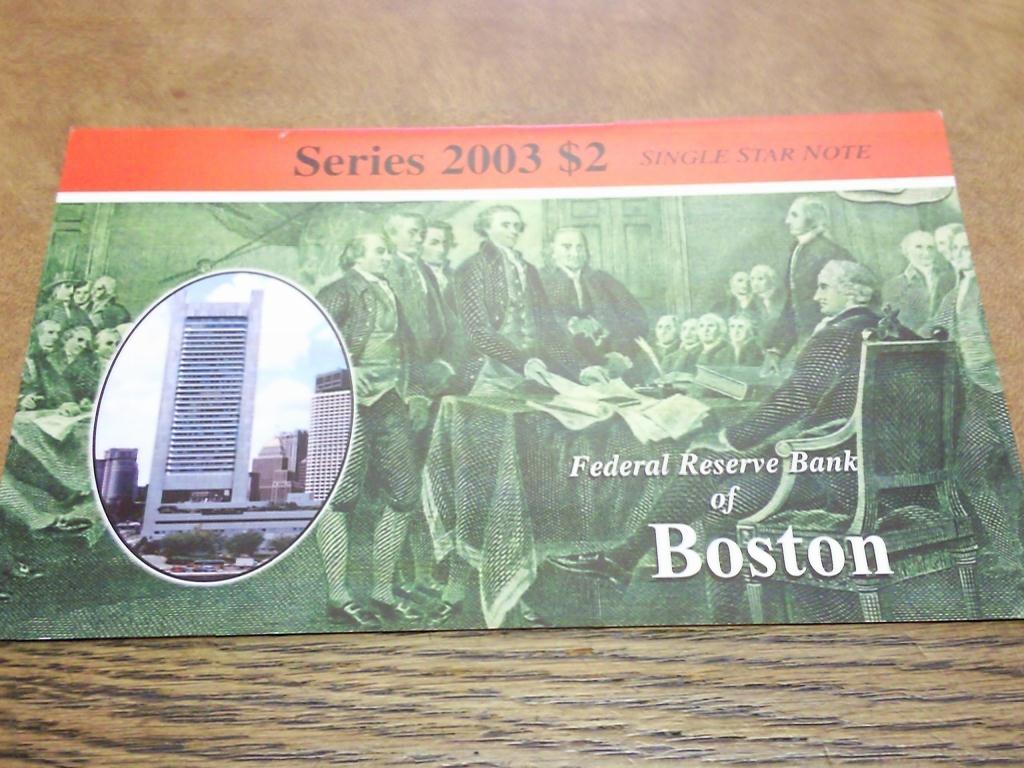 Series 2003 $2 SINGLE STAR NOTE
Federal Reserve Bank
of
Boston